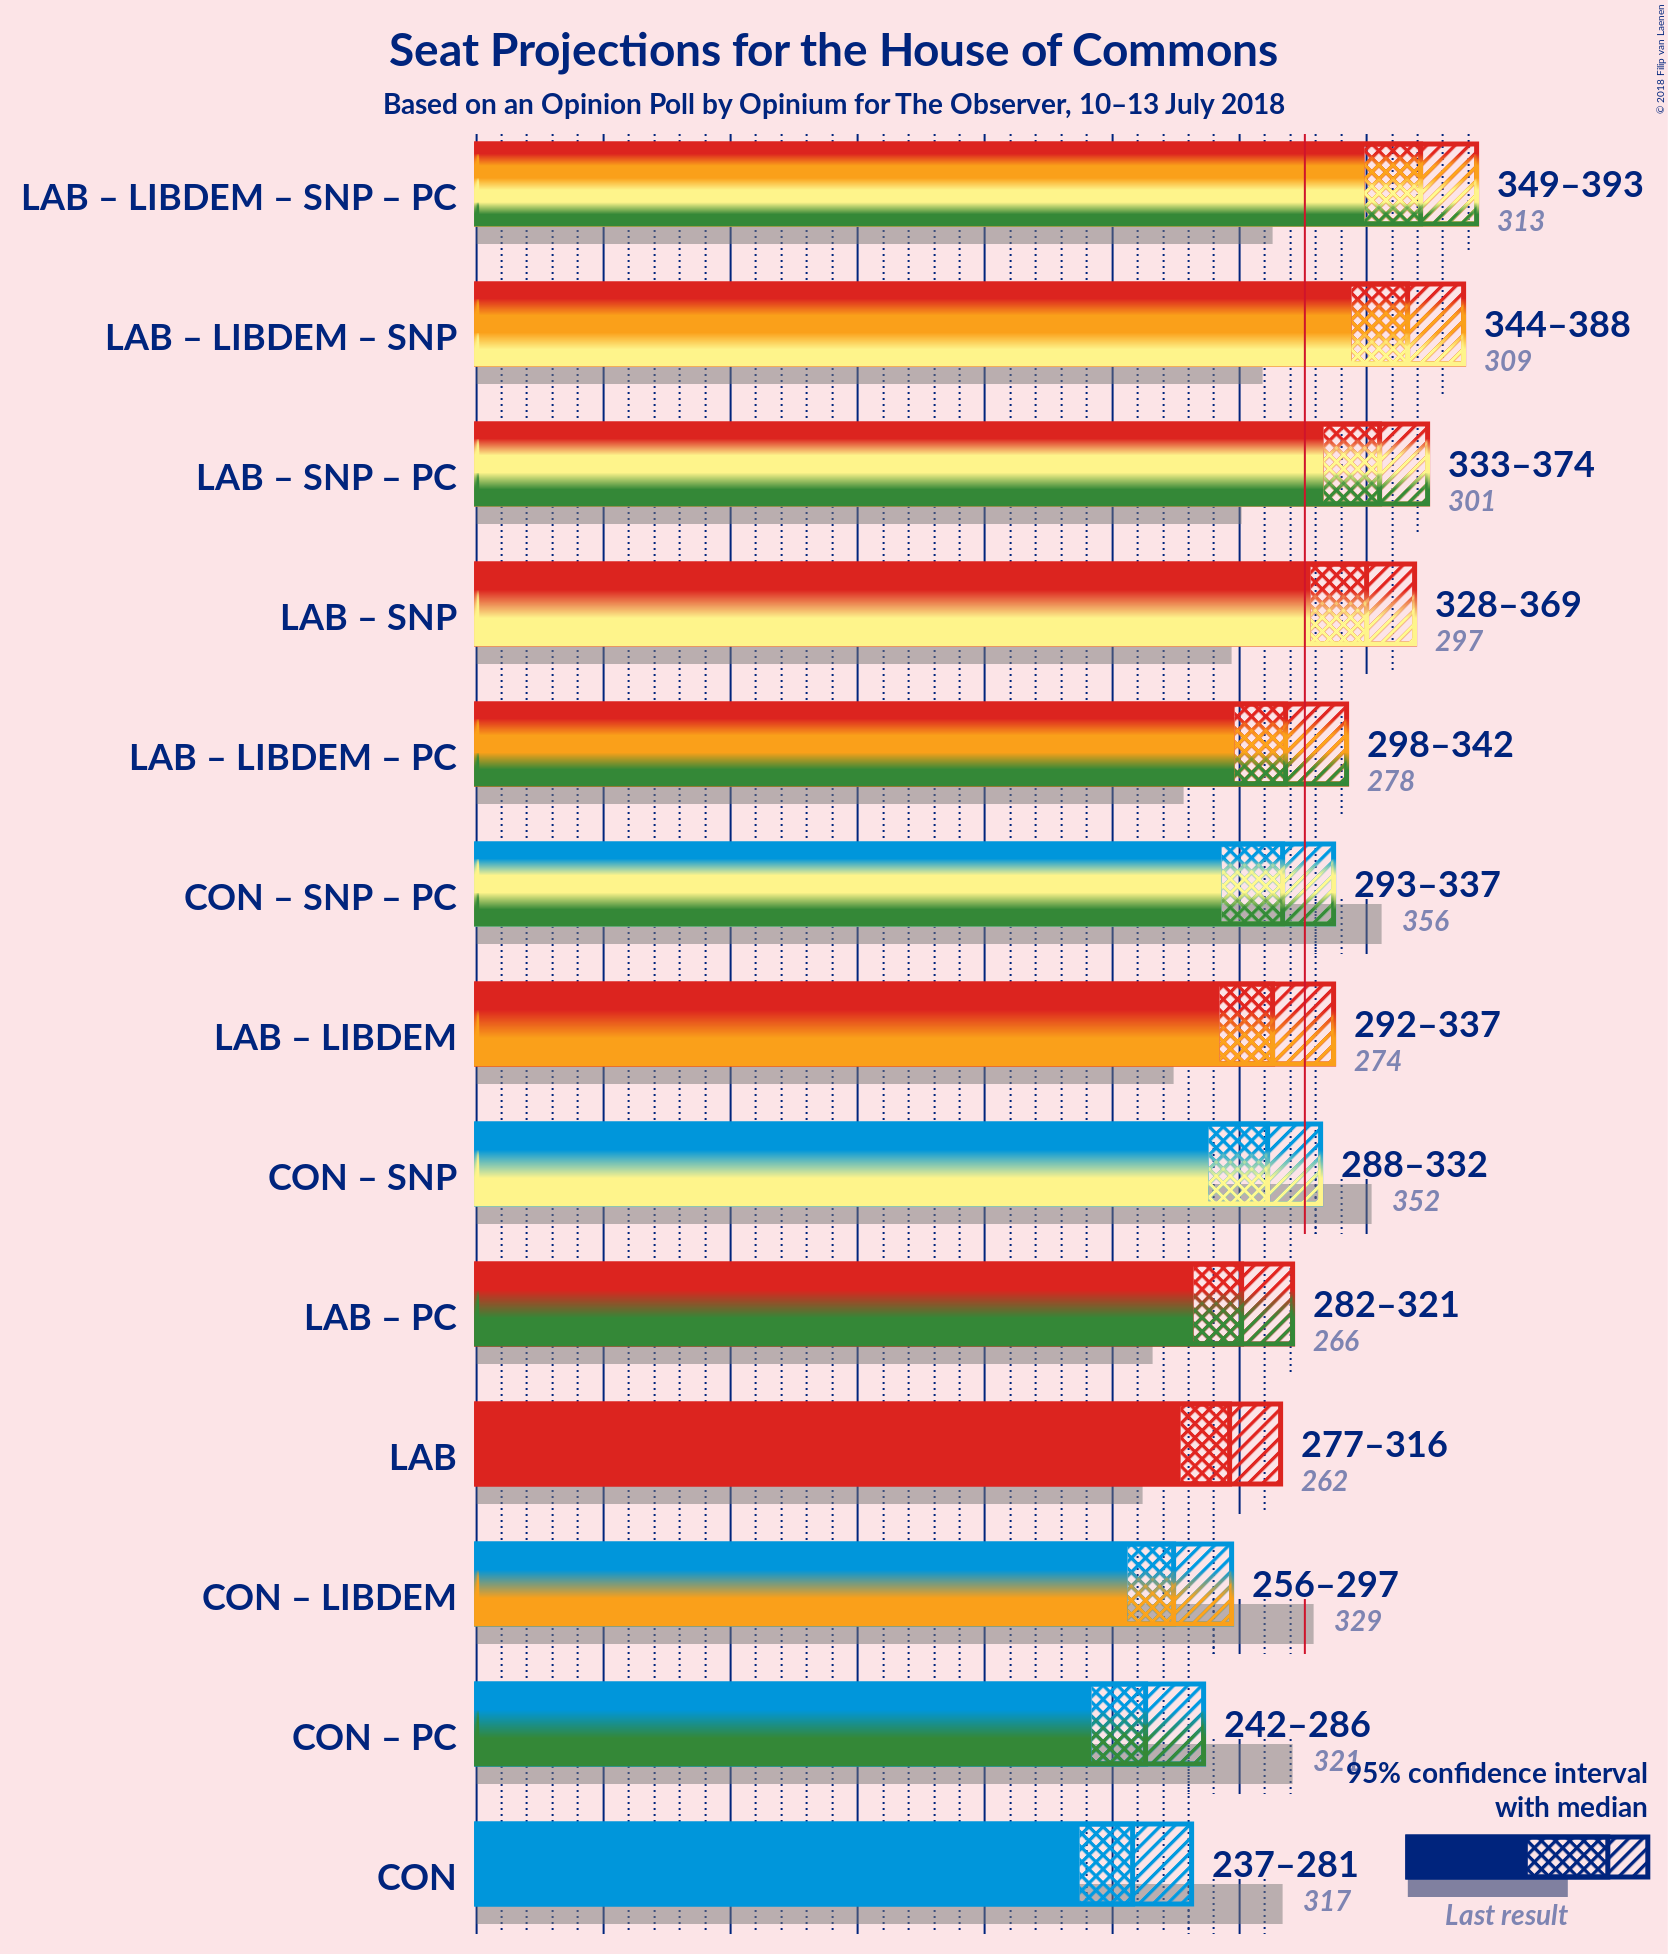 © 2018 Filip van Laenen
Seat Projections for the House of Commons
Based on an Opinion Poll by Opinium for The Observer, 10–13 July 2018
LAB – LIBDEM – SNP – PC
349–393
313
LAB – LIBDEM – SNP
344–388
309
LAB – SNP – PC
333–374
301
LAB – SNP
328–369
297
LAB – LIBDEM – PC
298–342
278
CON – SNP – PC
293–337
356
LAB – LIBDEM
292–337
274
CON – SNP
288–332
352
LAB – PC
282–321
266
LAB
277–316
262
CON – LIBDEM
256–297
329
CON – PC
242–286
321
CON
237–281
317
95% confidence interval
with median
Last result